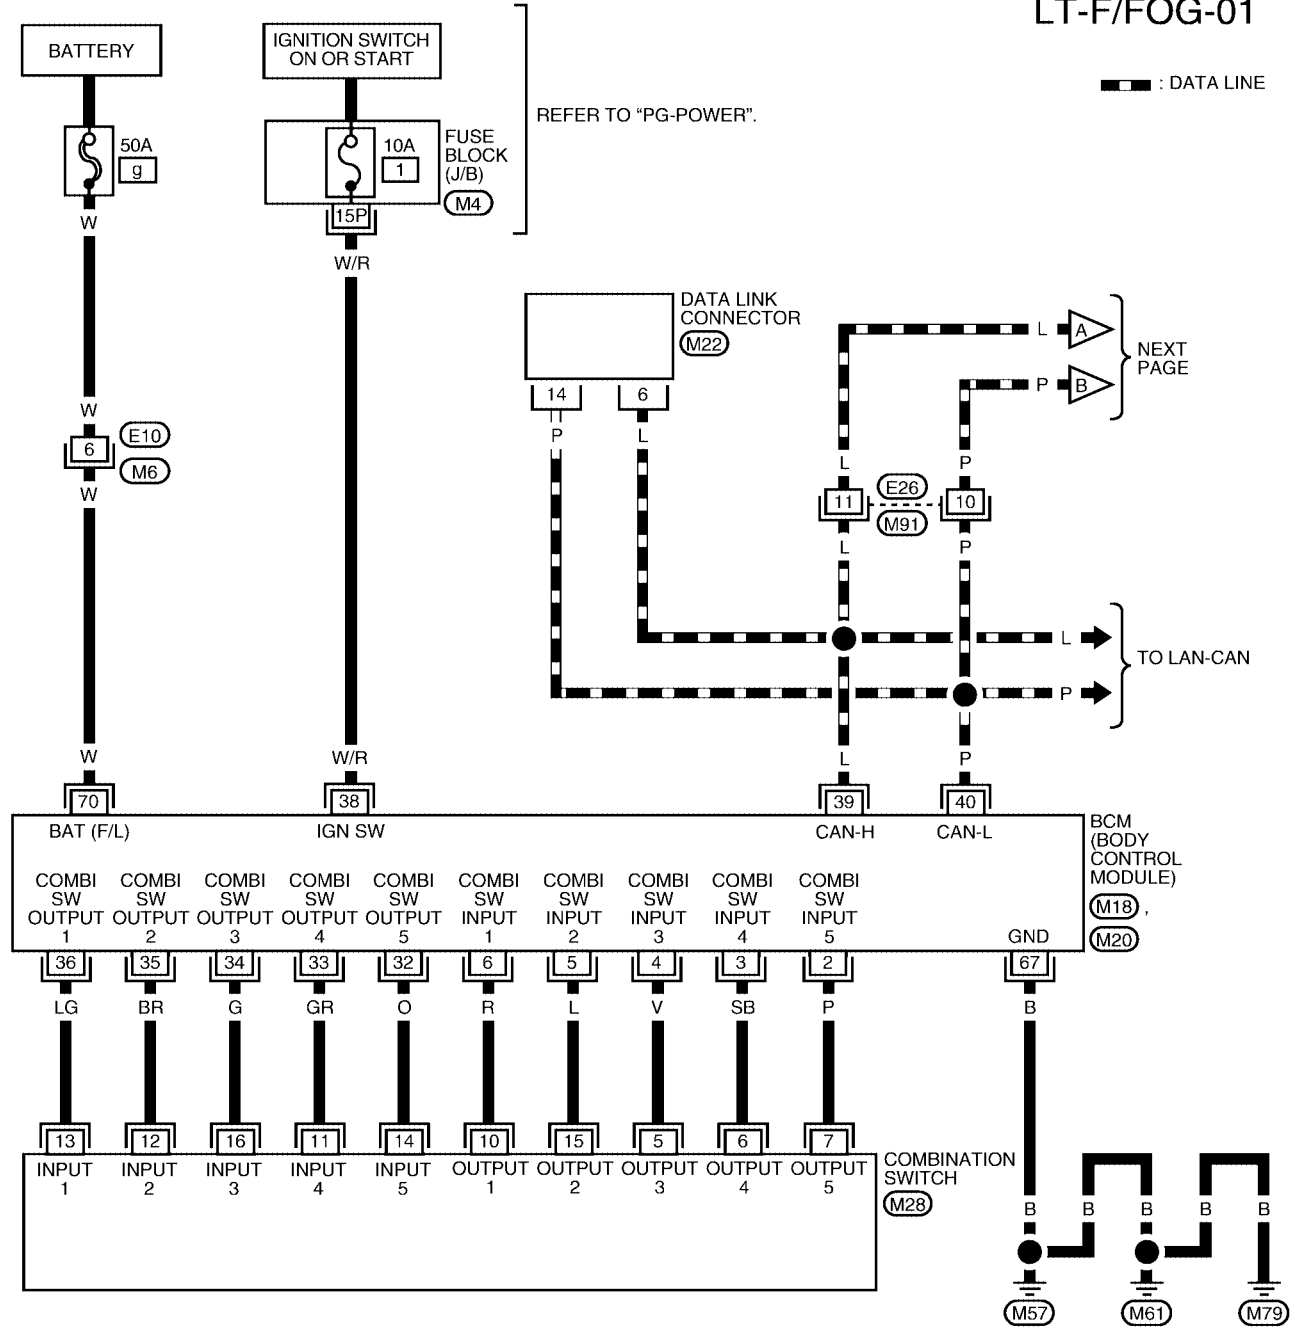 LT-F/FOG-01
BATTERY
IGNITION SWITCH
ON OR START
: DATA LINE
REFER TO “PG-POWER”.
50A
g
10A
1
FUSE
BLOCK
(J/B)
M4
15P
W
W/R
DATA LINK
CONNECTOR
M22
14
6
P
L
L
A
P
B
NEXT
PAGE
W
6
E10
M6
W
L
P
11
E26
M91
10
L
P
L
P
TO LAN-CAN
W
W/R
L
P
70
38
39
40
BAT (F/L)
IGN SW
CAN-H
CAN-L
BCM
(BODY
CONTROL
MODULE)
M18 ,
M20
COMBI COMBI COMBI COMBI COMBI COMBI COMBI COMBI COMBI COMBI
SW SW SW SW SW SW SW SW SW SW
OUTPUT OUTPUT OUTPUT OUTPUT OUTPUT INPUT INPUT INPUT INPUT INPUT
1 2 3 4 5 1 2 3 4 5 GND
36 35 34 33 32 6 5 4 3 2 67
LG BR G GR O R L V SB P B
13 12 16 11 14 10 15 5 6 7
INPUT INPUT INPUT INPUT INPUT OUTPUT OUTPUT OUTPUT OUTPUT OUTPUT
1 2 3 4 5 1 2 3 4 5
COMBINATION
SWITCH
M28
B B B B B
M57 M61 M79